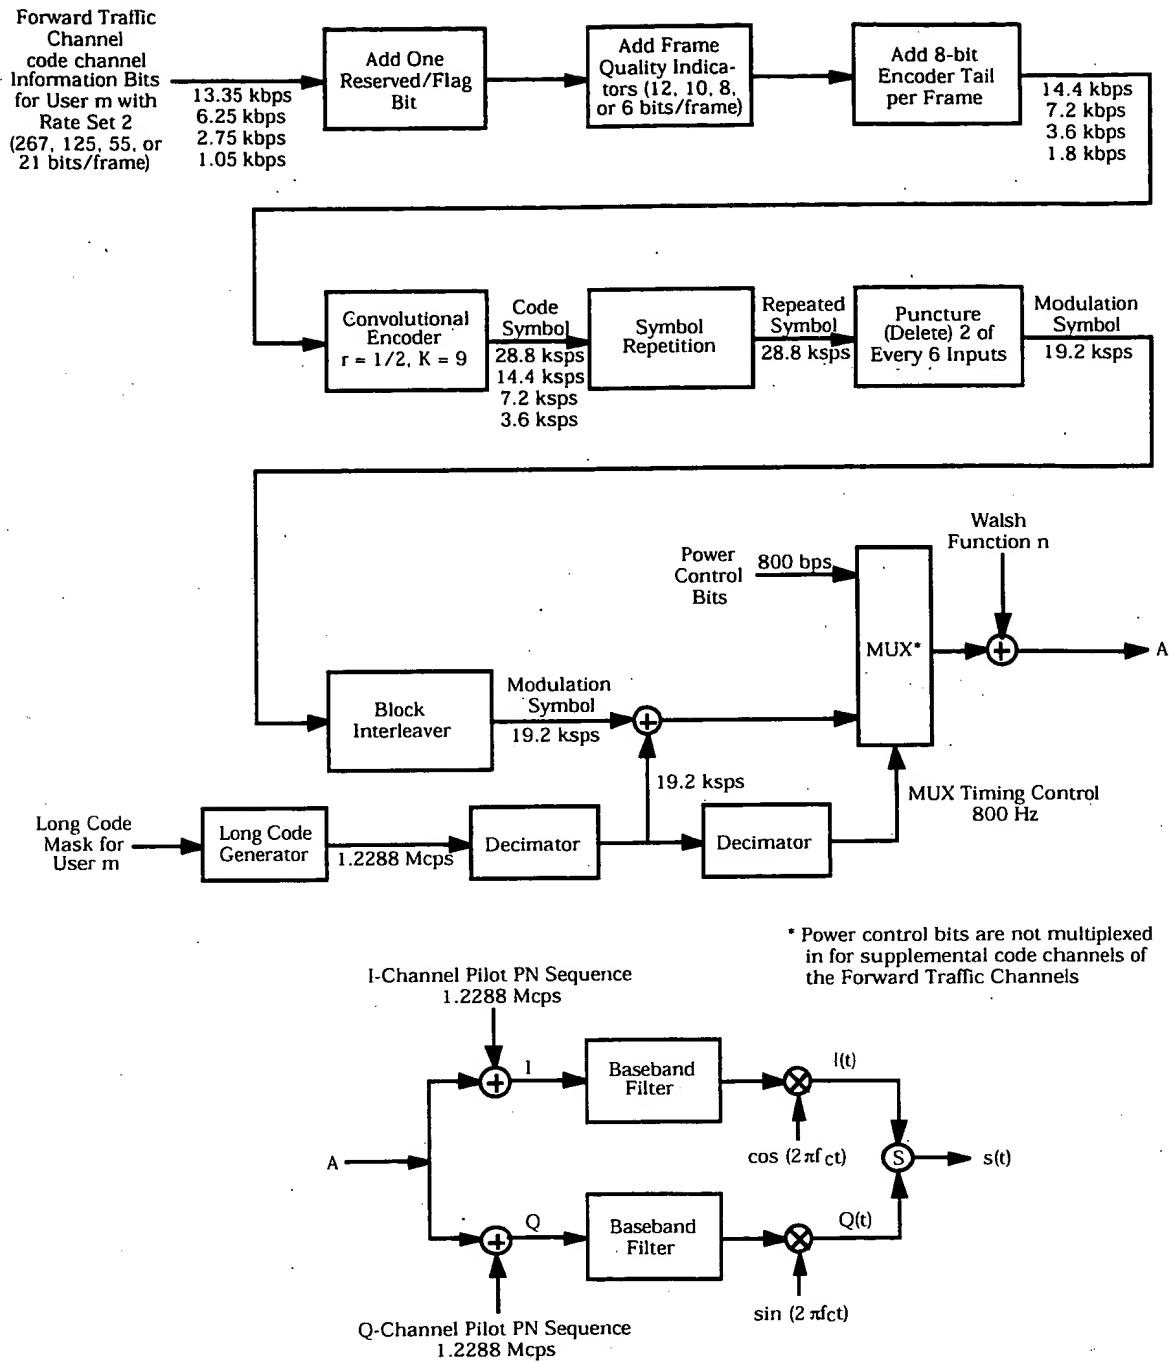 Forward Traffic
Channel
code channel
Information Bits
for User m with
Rate Set 2
(267, 125, 55, or
21 bits/frame)
13.35 kbps
6.25 kbps
2.75 kbps
1.05 kbps
Add One
Reserved/Flag
Bit
Add Frame
Quality Indica-
tors (12, 10, 8,
or 6 bits/frame)
Add 8-bit
Encoder Tail
per Frame
14.4 kbps
7.2 kbps
3.6 kbps
1.8 kbps
Convolutional
Encoder
r = 1/2, K = 9
Code
Symbol
28.8 ksps
14.4 ksps
7.2 ksps
3.6 ksps
Symbol
Repetition
Repeated
Symbol
28.8 ksps
Puncture
(Delete) 2 of
Every 6 Inputs
Modulation
Symbol
19.2 ksps
Walsh
Function n
Power
Control
Bits
800 bps
MUX*
+
A
Block
Interleaver
Modulation
Symbol
19.2 ksps
+
19.2 ksps
MUX Timing Control
800 Hz
Long Code
Mask for
User m
Long Code
Generator
1.2288 Mcps
Decimator
Decimator
* Power control bits are not multiplexed
in for supplemental code channels of
the Forward Traffic Channels
I-Channel Pilot PN Sequence
1.2288 Mcps
+
I
Baseband
Filter
I(t)
cos (2πfct)
A
S
s(t)
+
Q
Baseband
Filter
Q(t)
sin (2πfct)
Q-Channel Pilot PN Sequence
1.2288 Mcps